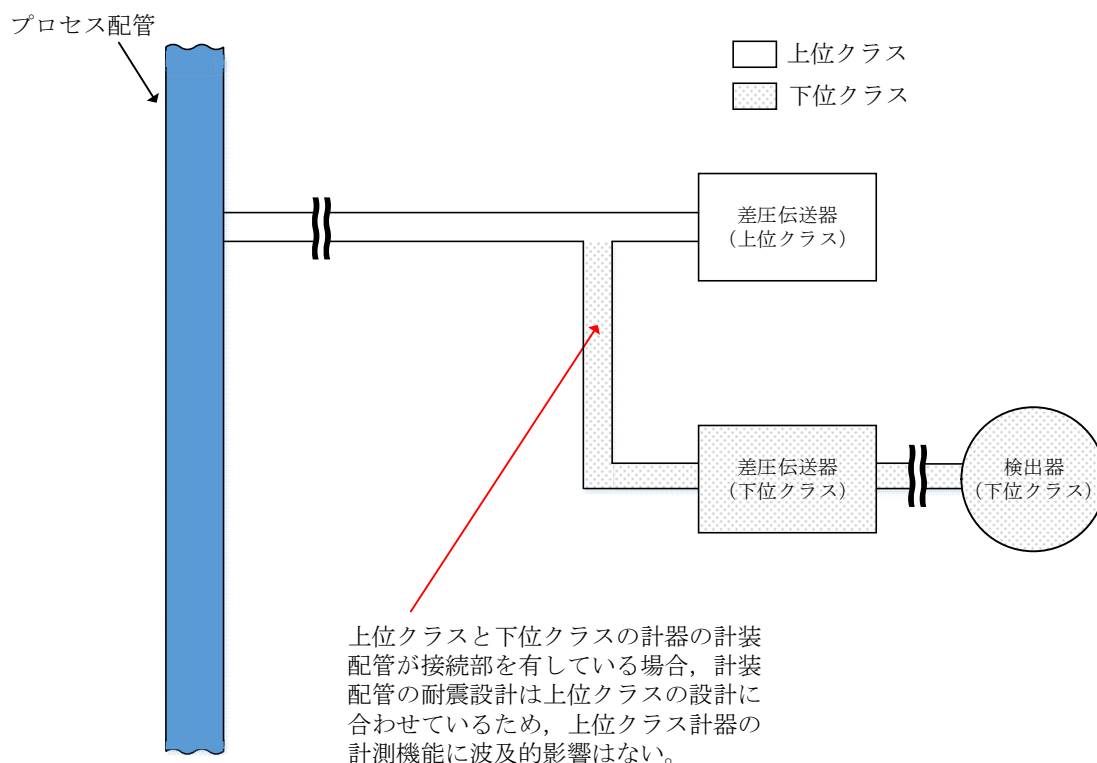 プロセス配管
上位クラス
下位クラス
差圧伝送器
（上位クラス）
差圧伝送器
（下位クラス）
検出器
（下位クラス）
上位クラスと下位クラスの計器の計装
配管が接続部を有している場合，計装
配管の耐震設計は上位クラスの設計に
合わせているため，上位クラス計器の
計測機能に波及的影響はない。